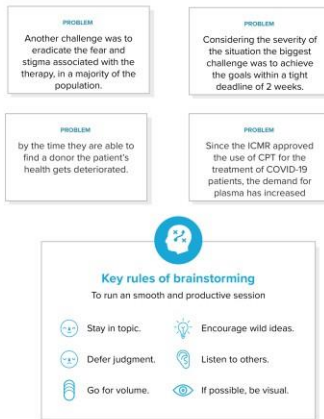 PROBLEM
Another challenge was to
eradicate the fear and
stigma associated with the
therapy, in a majority of the
population.
PROBLEM
Considering the severity of
the situation the biggest
challenge was to achieve
the goals within a tight
deadline of 2 weeks.
PROBLEM
by the time they are able to
find a donor the patient's
health gets deteriorated.
PROBLEM
Since the ICMR approved
the use of CPT for the
treatment of COVID-19
patients, the demand for
plasma has increased
Key rules of brainstorming
To run an smooth and productive session
Stay in topic.
Encourage wild ideas.
Defer judgment.
Listen to others.
Go for volume.
If possible, be visual.